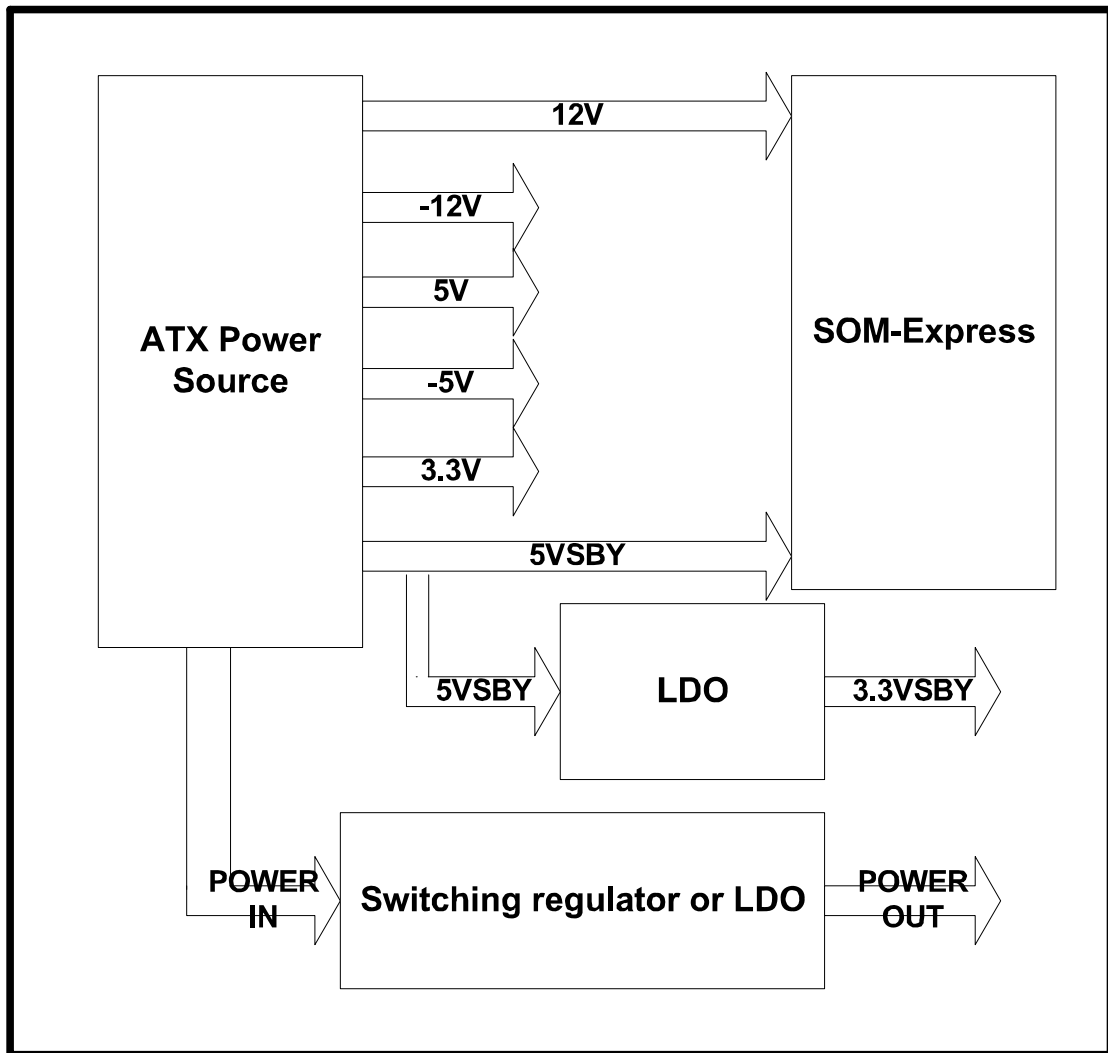 12V
-12V
5V
-5V
3.3V
ATX Power
Source
SOM-Express
5VSBY
5VSBY
LDO
3.3VSBY
POWER
IN
Switching regulator or LDO
POWER
OUT